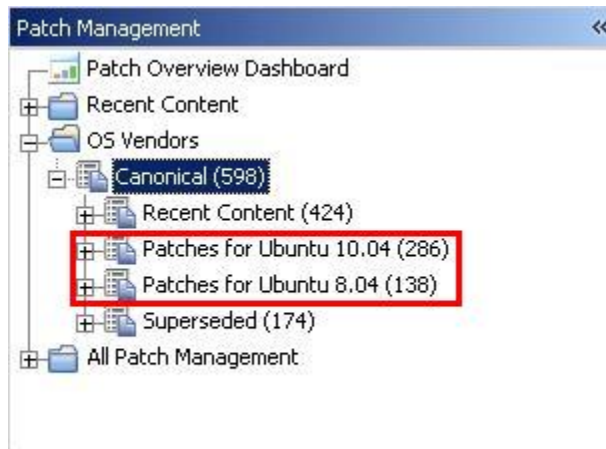 Patch Management
Patch Overview Dashboard
Recent Content
OS Vendors
Canonical (598)
Recent Content (424)
Patches for Ubuntu 10.04 (286)
Patches for Ubuntu 8.04 (138)
Superseded (174)
All Patch Management